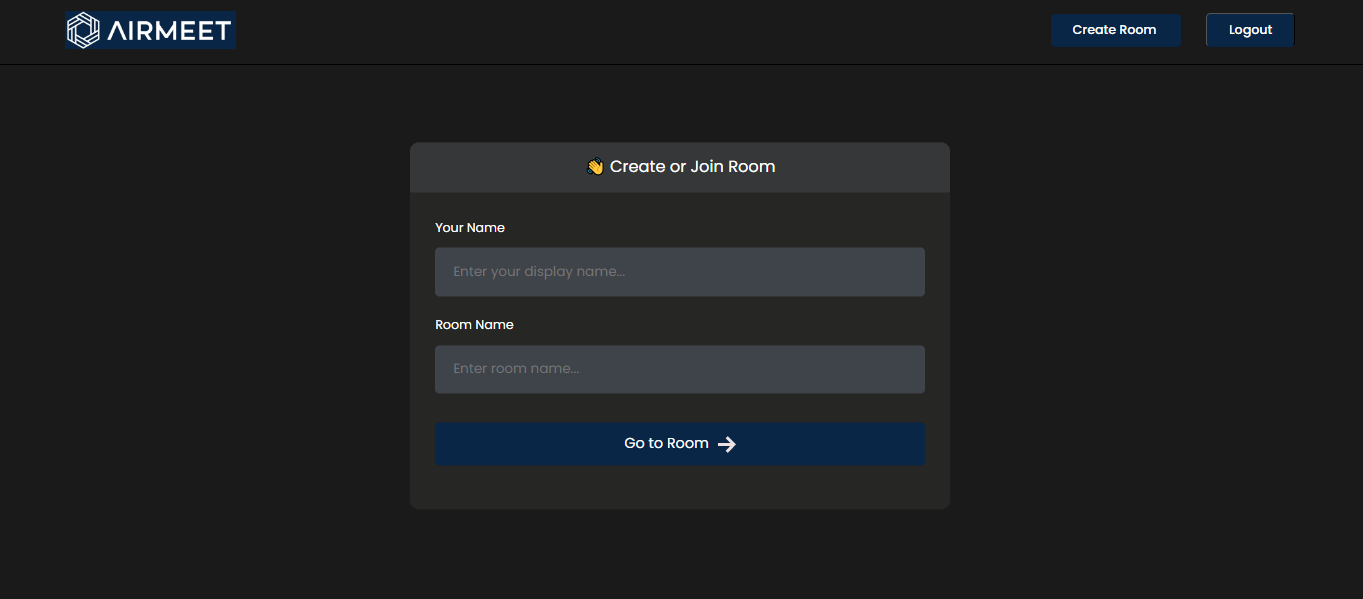 AIRMEET
Create Room
Logout
👋 Create or Join Room
Your Name
Enter your display name...
Room Name
Enter room name...
Go to Room →